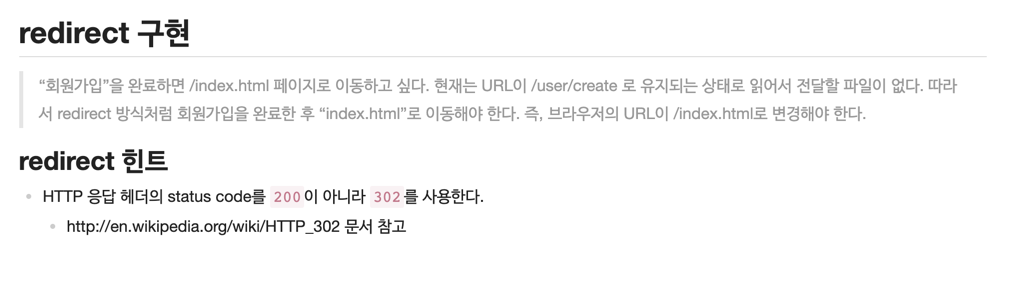 redirect 구현
“회원가입”을 완료하면 /index.html 페이지로 이동하고 싶다. 현재는 URL이 /user/create 로 유지되는 상태로 읽어서 전달할 파일이 없다. 따라
서 redirect 방식처럼 회원가입을 완료한 후 “index.html”로 이동해야 한다. 즉, 브라우저의 URL이 /index.html로 변경해야 한다.
redirect 힌트
HTTP 응답 헤더의 status code를 200이 아니라 302를 사용한다.
http://en.wikipedia.org/wiki/HTTP_302 문서 참고